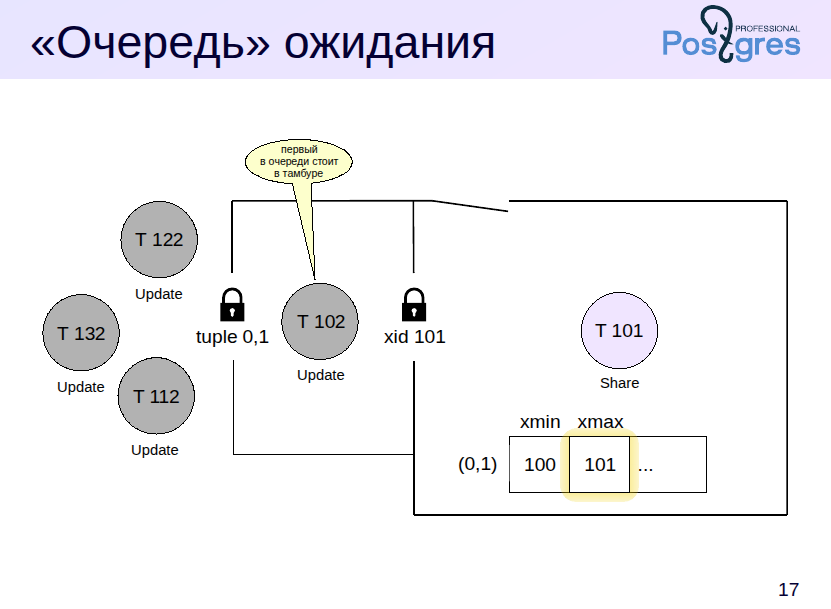 «Очередь» ожидания
PROFESSIONAL
Postgres
первый
в очереди стоит
в тамбуре
T 122
Update
T 132
Update
T 112
Update
tuple 0,1
T 102
Update
xid 101
T 101
Share
xmin xmax
(0,1) 100 101 ...
17